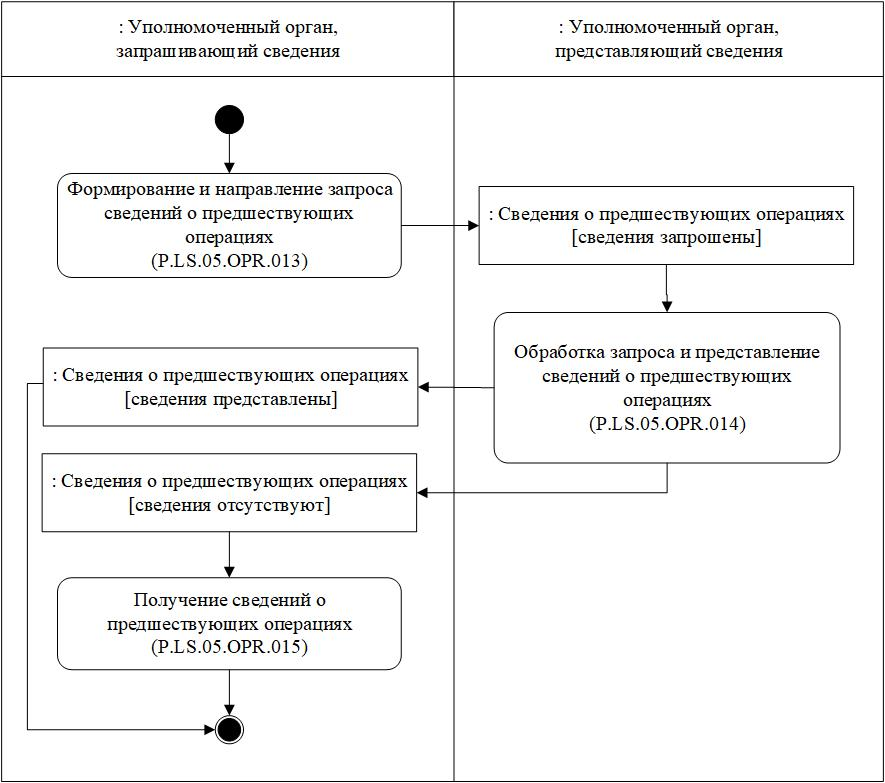 : Уполномоченный орган,
запрашивающий сведения
: Уполномоченный орган,
представляющий сведения
Формирование и направление запроса
сведений о предшествующих
операциях
(P.LS.05.OPR.013)
: Сведения о предшествующих операциях
[сведения запрошены]
Обработка запроса и представление
сведений о предшествующих
операциях
(P.LS.05.OPR.014)
: Сведения о предшествующих операциях
[сведения представлены]
: Сведения о предшествующих операциях
[сведения отсутствуют]
Получение сведений о
предшествующих операциях
(P.LS.05.OPR.015)